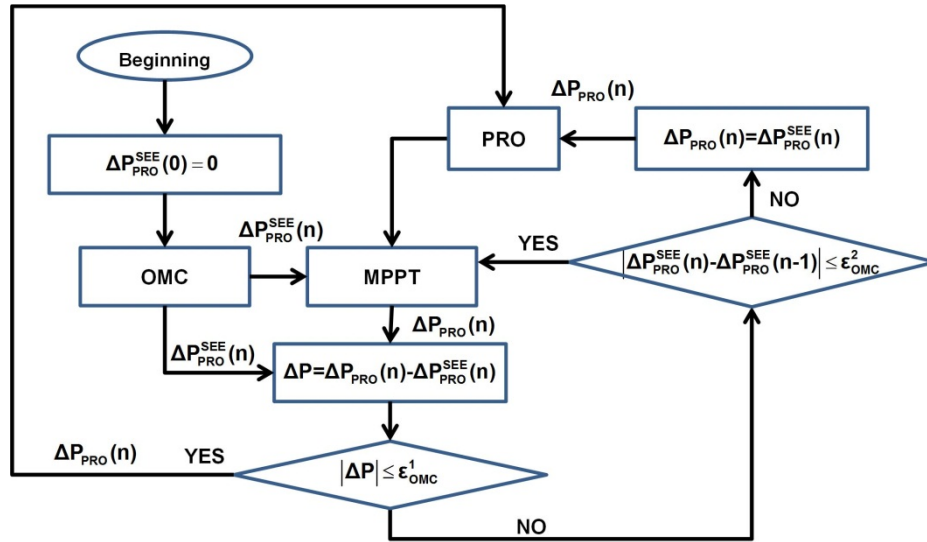 Beginning
ΔP_PRO(n)
PRO
ΔP_PRO(n)=ΔP_PRO^SEE(n)
ΔP_PRO^SEE(0)=0
NO
ΔP_PRO^SEE(n)
YES
OMC
MPPT
|ΔP_PRO^SEE(n)-ΔP_PRO^SEE(n-1)|≤ε_OMC^2
ΔP_PRO(n)
ΔP_PRO^SEE(n)
ΔP=ΔP_PRO(n)-ΔP_PRO^SEE(n)
ΔP_PRO(n)
YES
|ΔP|≤ε_OMC^1
NO